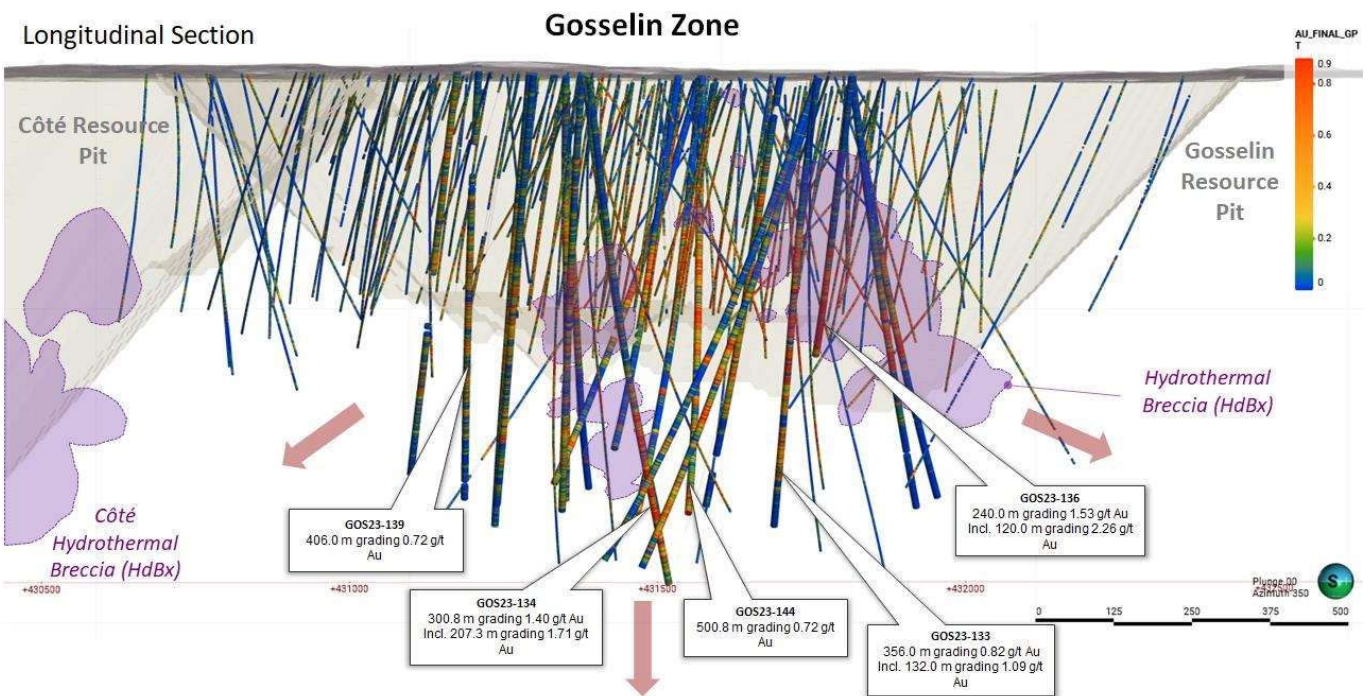 Gosselin Zone
Longitudinal Section
AU_FINAL_GP
T
0.9
0.8
0.6
0.4
0.2
0
Côté Resource
Pit
Gosselin
Resource
Pit
Hydrothermal
Breccia (HdBx)
Côté
Hydrothermal
Breccia (HdBx)
GOS23-139
406.0 m grading 0.72 g/t
Au
GOS23-136
240.0 m grading 1.53 g/t Au
Incl. 120.0 m grading 2.26 g/t
Au
GOS23-134
300.8 m grading 1.40 g/t Au
Incl. 207.3 m grading 1.71 g/t
Au
GOS23-144
500.8 m grading 0.72 g/t
Au
GOS23-133
356.0 m grading 0.82 g/t Au
Incl. 132.0 m grading 1.09 g/t
Au
+430500
+431000
+431500
+432000
Plunge 00
Azimuth 350
S
0
125
250
375
500